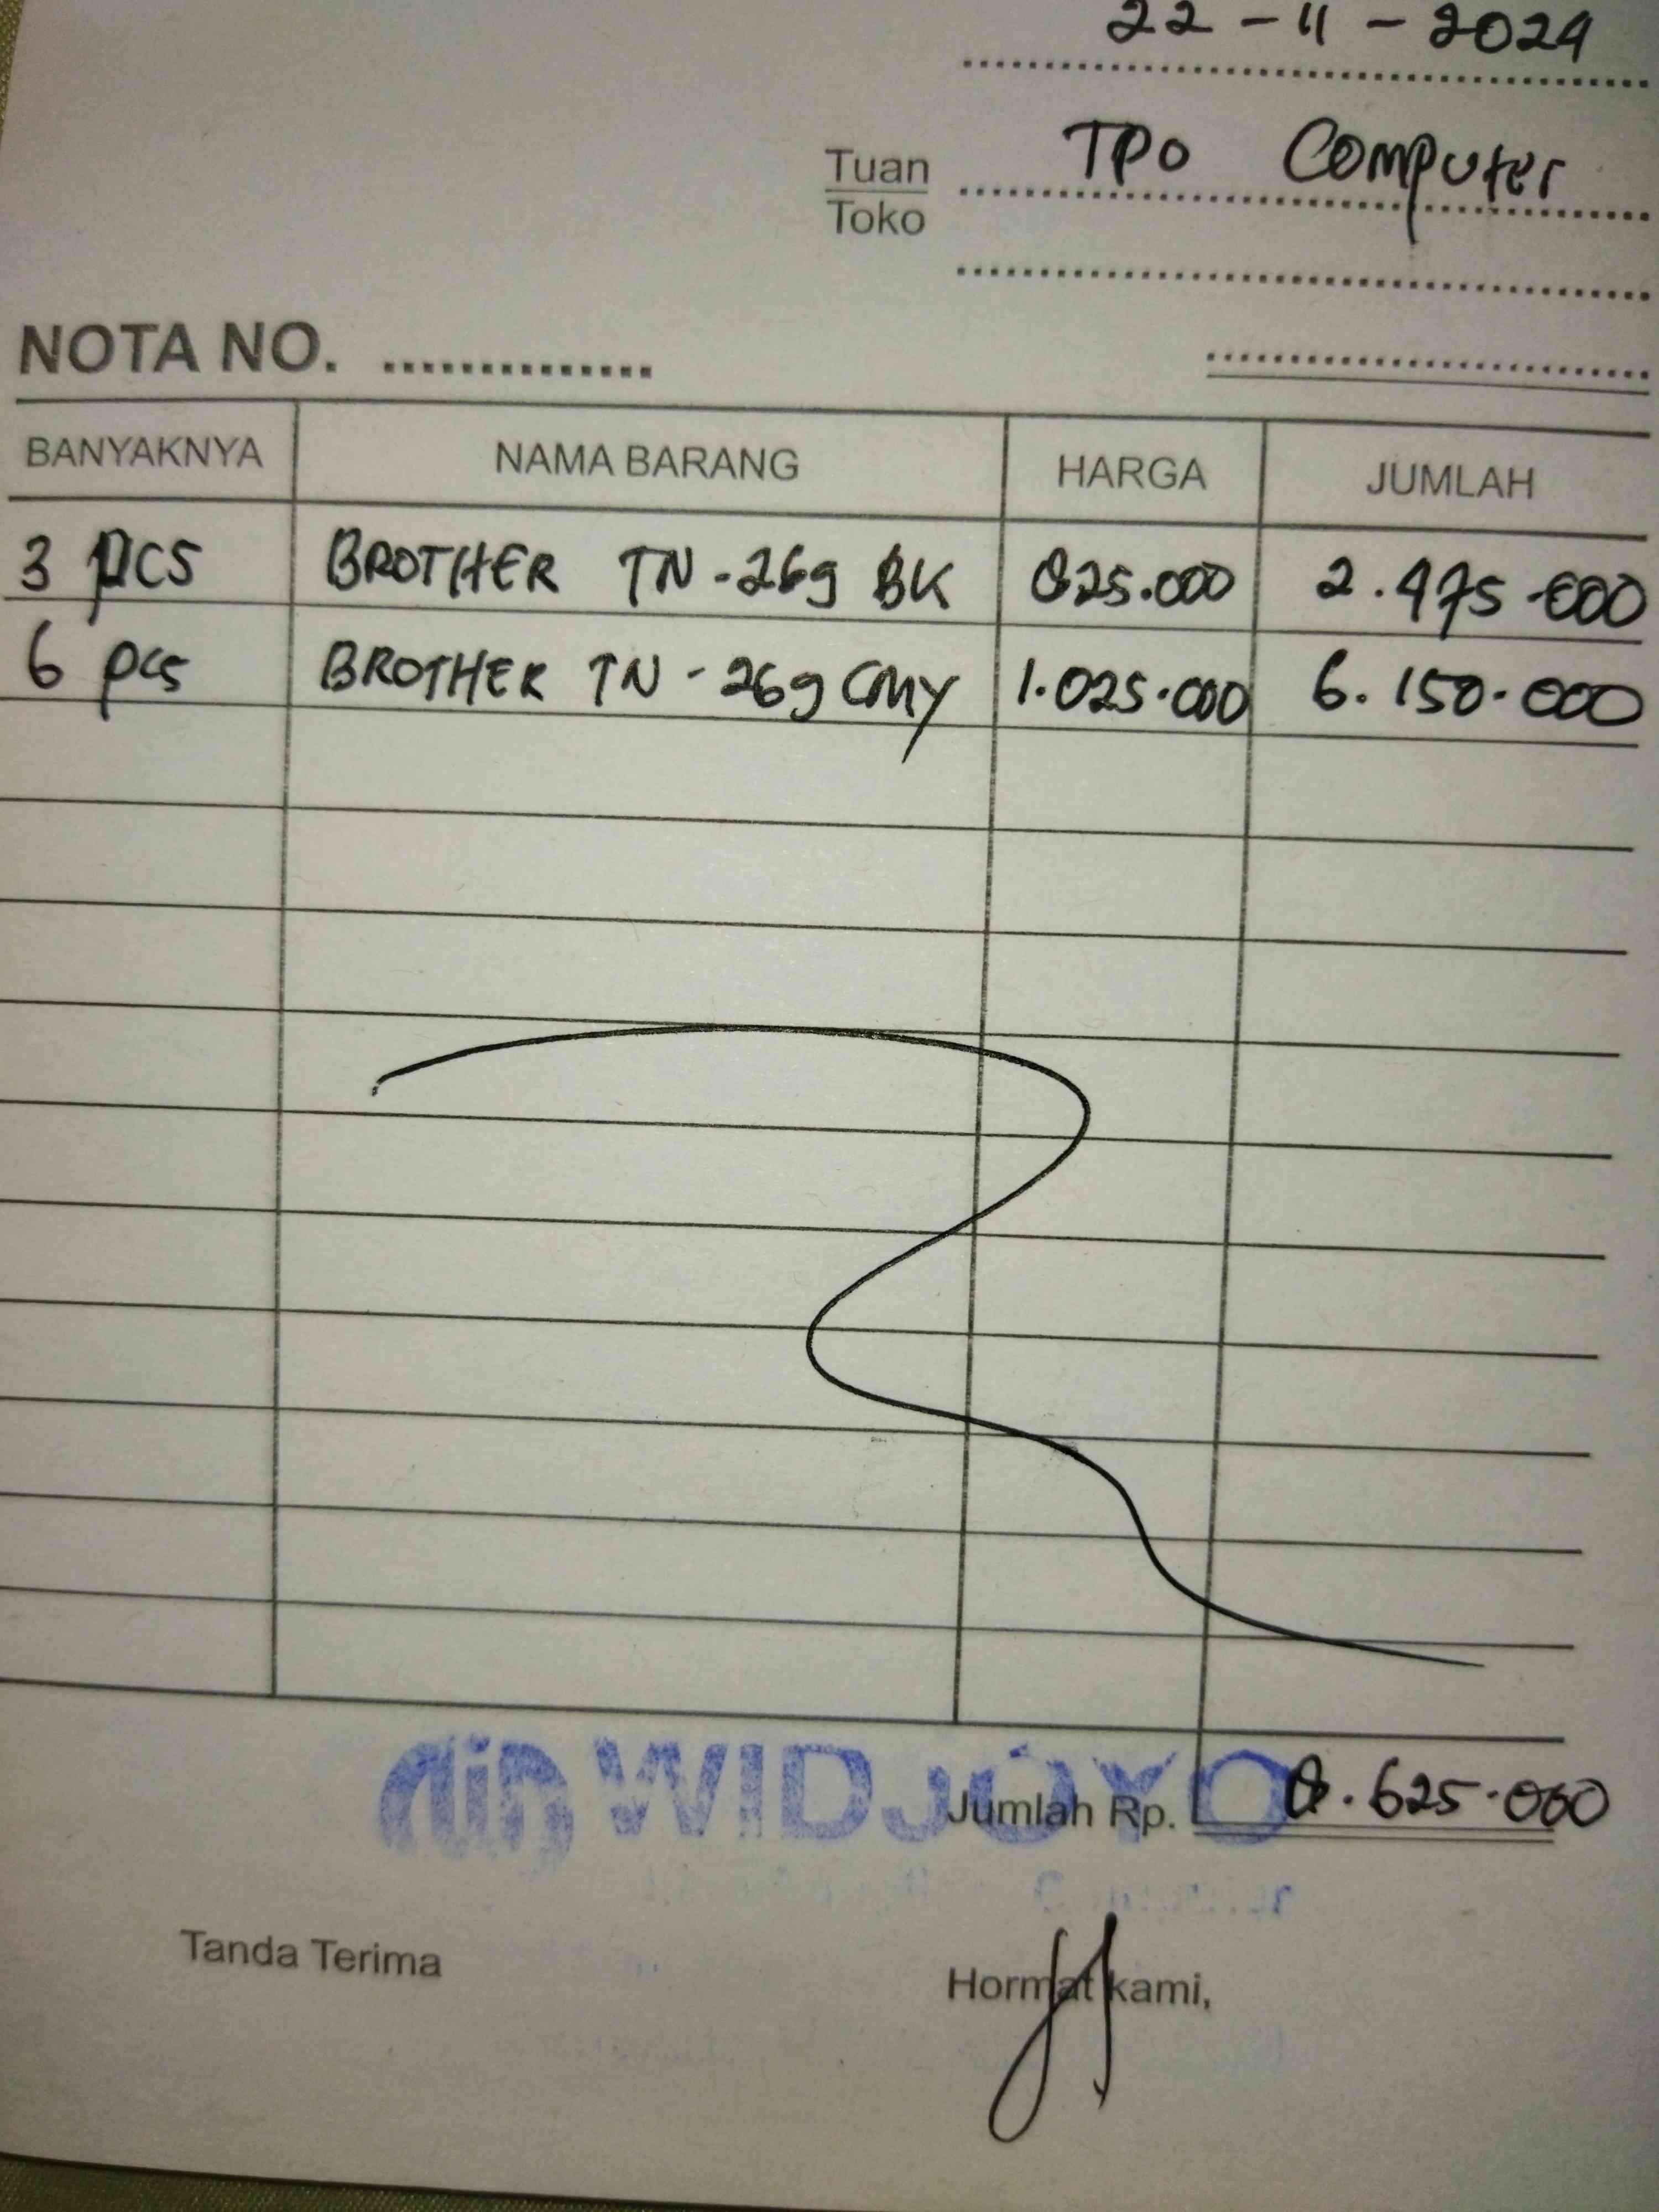 22 - 11 - 2024
Tuan TPO Computer
Toko
NOTA NO. ..............
BANYAKNYA NAMA BARANG HARGA JUMLAH
3 pcs BROTHER TN-269 BK 825.000 2.475.000
6 pcs BROTHER TN-269 CMY 1.025.000 6.150.000
WIDJOYO
Jumlah Rp. 8.625.000
Tanda Terima Hormat kami,